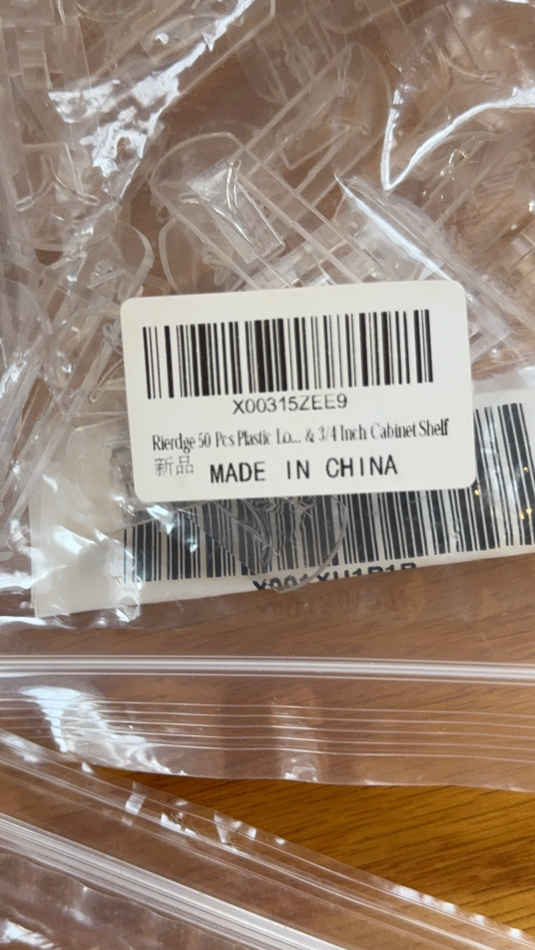 X00315ZEE9
Rierdge 50 Pcs Plastic Lo... & 3/4 Inch Cabinet Shelf
新品
MADE IN CHINA